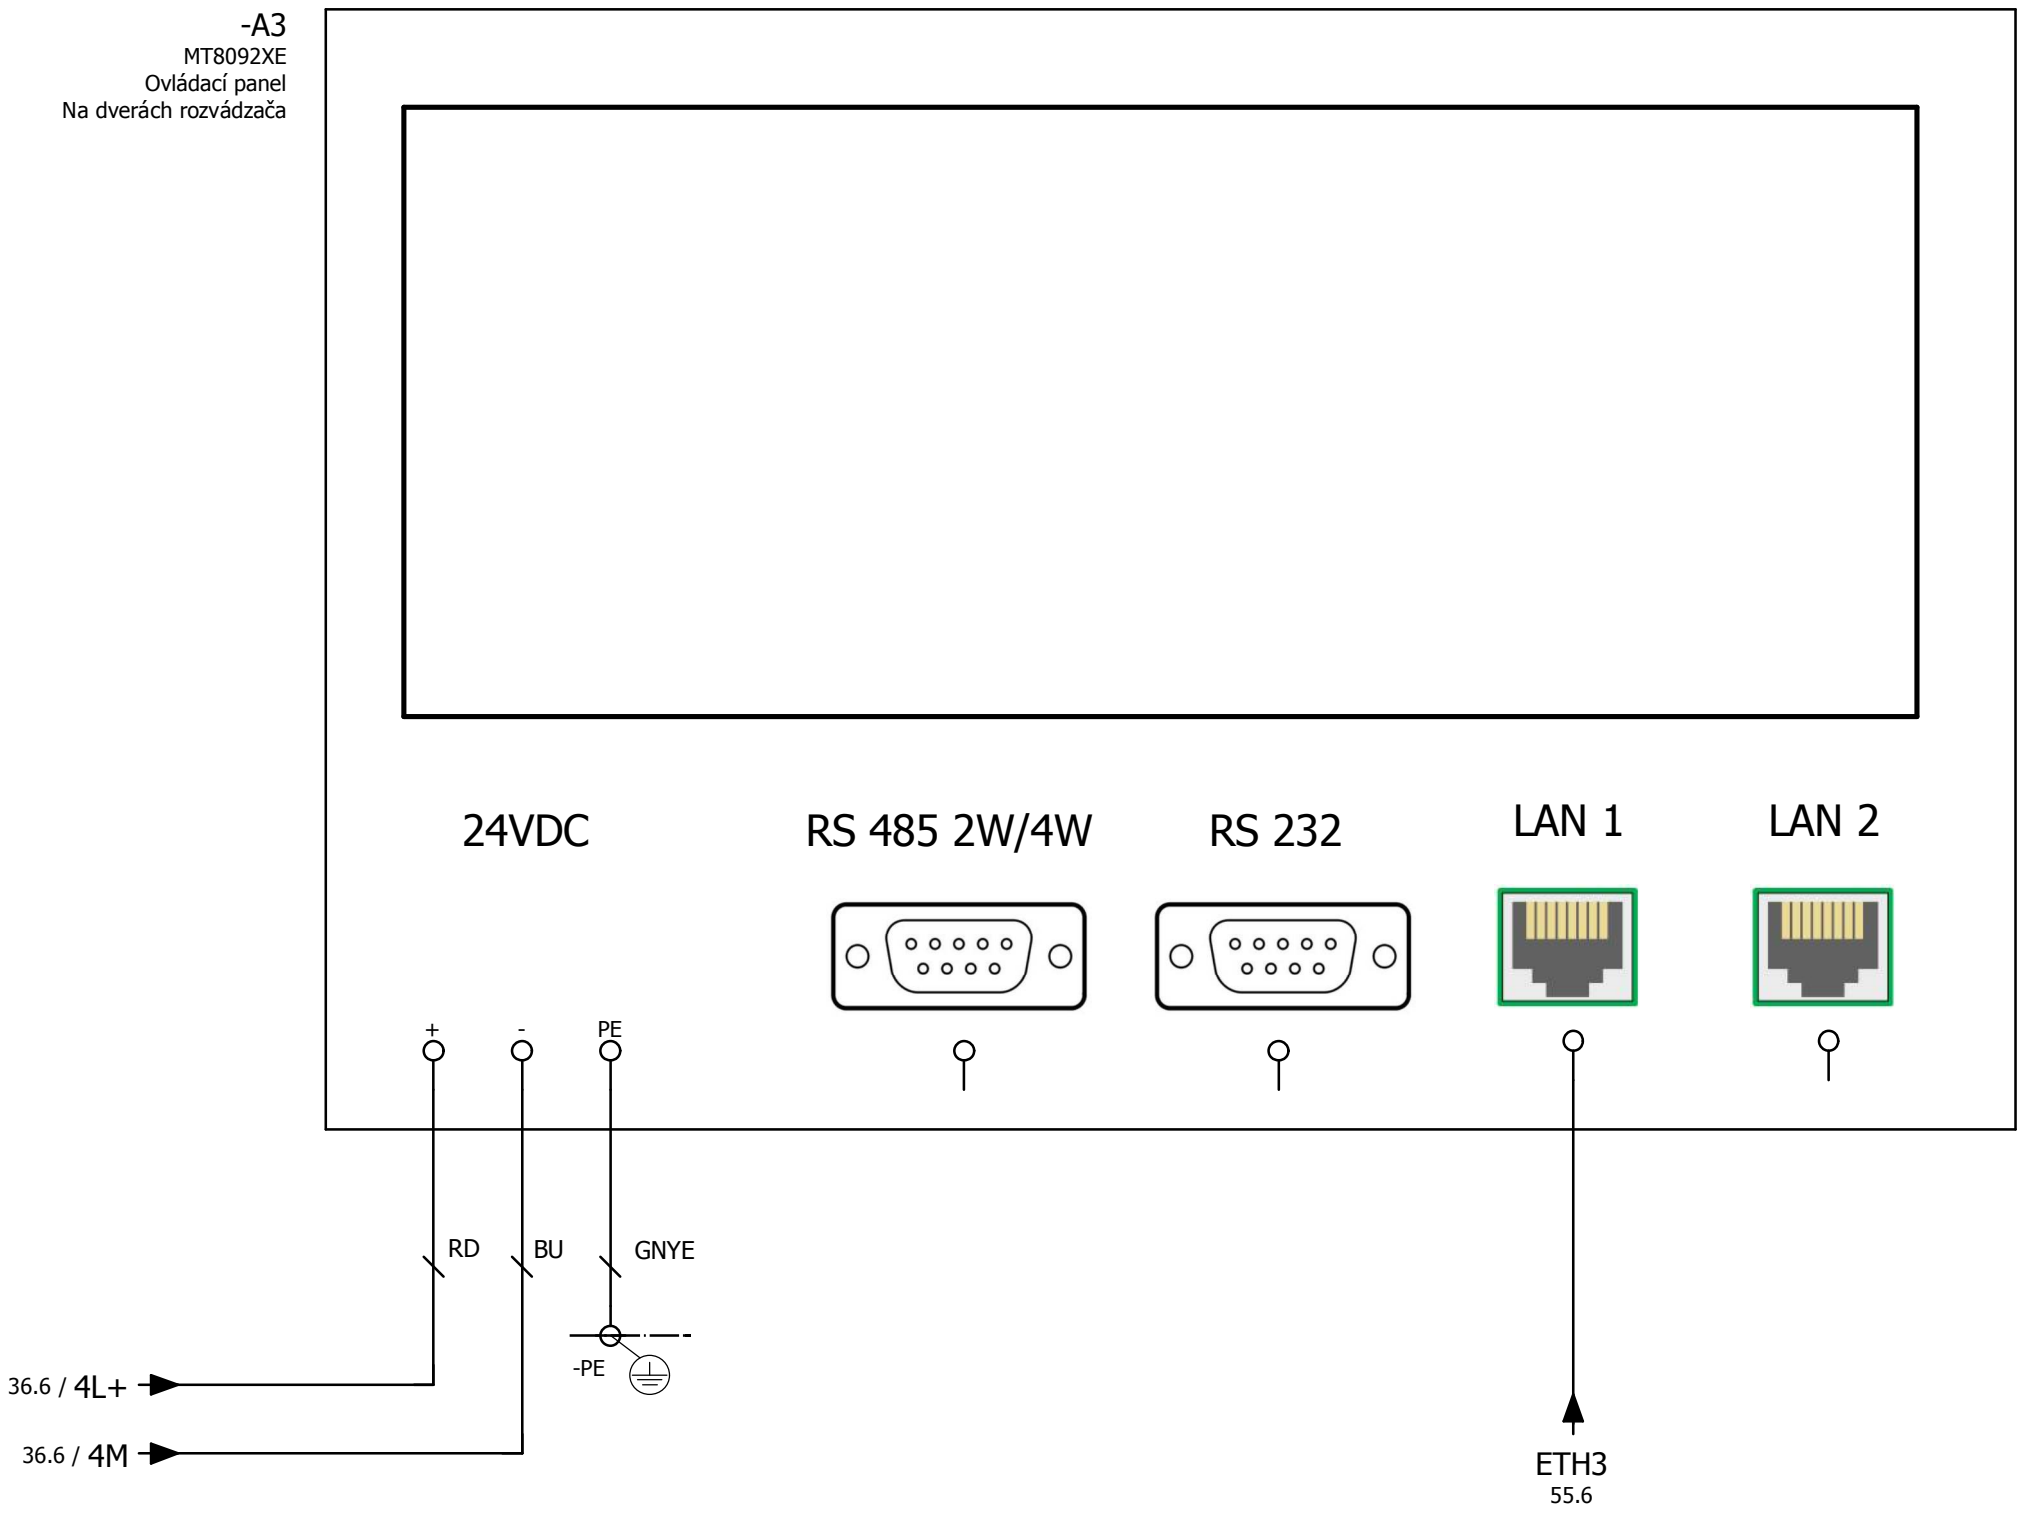 -A3
MT8092XE
Ovládací panel
Na dverách rozvádzača
24VDC
RS 485 2W/4W
RS 232
LAN 1
LAN 2
+
-
PE
RD
BU
GNYE
-PE
36.6 / 4L+
36.6 / 4M
ETH3
55.6